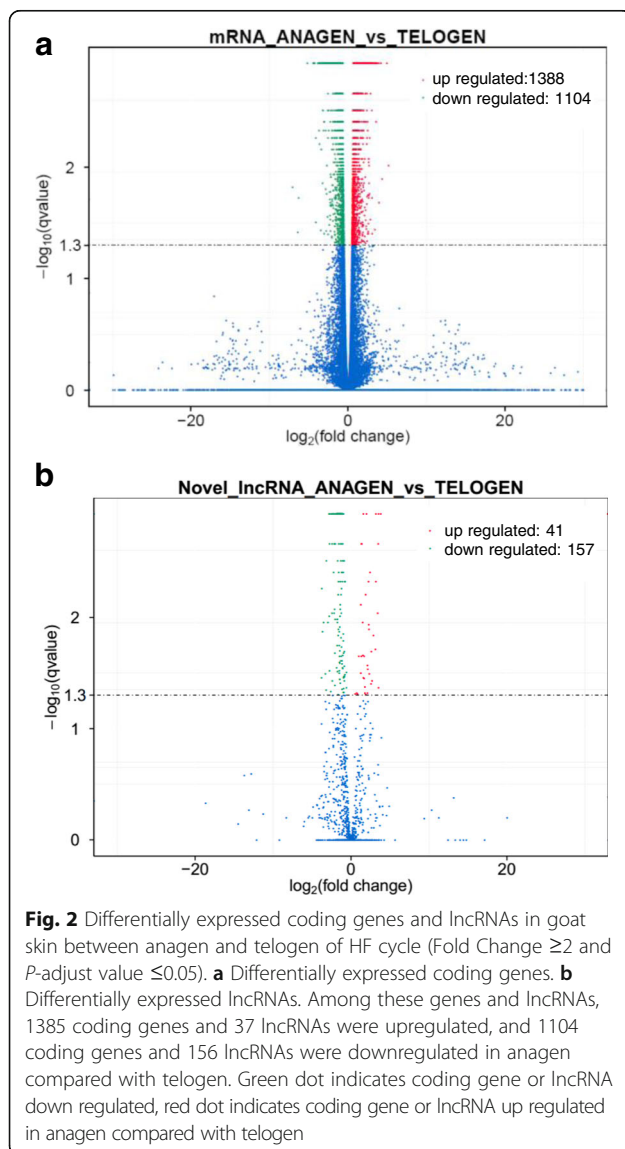 a
mRNA_ANAGEN_vs_TELOGEN
up regulated:1388
down regulated: 1104
−log10(qvalue)
2
1.3
1
0
−20
0
20
log2(fold change)
b
Novel_lncRNA_ANAGEN_vs_TELOGEN
up regulated: 41
down regulated: 157
−log10(qvalue)
2
1.3
1
0
−20
0
20
log2(fold change)
Fig. 2 Differentially expressed coding genes and lncRNAs in goat
skin between anagen and telogen of HF cycle (Fold Change ≥2 and
P-adjust value ≤0.05). a Differentially expressed coding genes. b
Differentially expressed lncRNAs. Among these genes and lncRNAs,
1385 coding genes and 37 lncRNAs were upregulated, and 1104
coding genes and 156 lncRNAs were downregulated in anagen
compared with telogen. Green dot indicates coding gene or lncRNA
down regulated, red dot indicates coding gene or lncRNA up regulated
in anagen compared with telogen